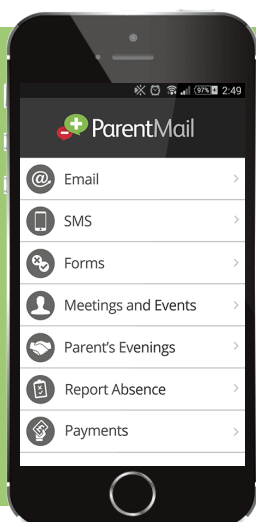 97% 2:49
ParentMail
@ Email
SMS
Forms
Meetings and Events
Parent's Evenings
Report Absence
Payments